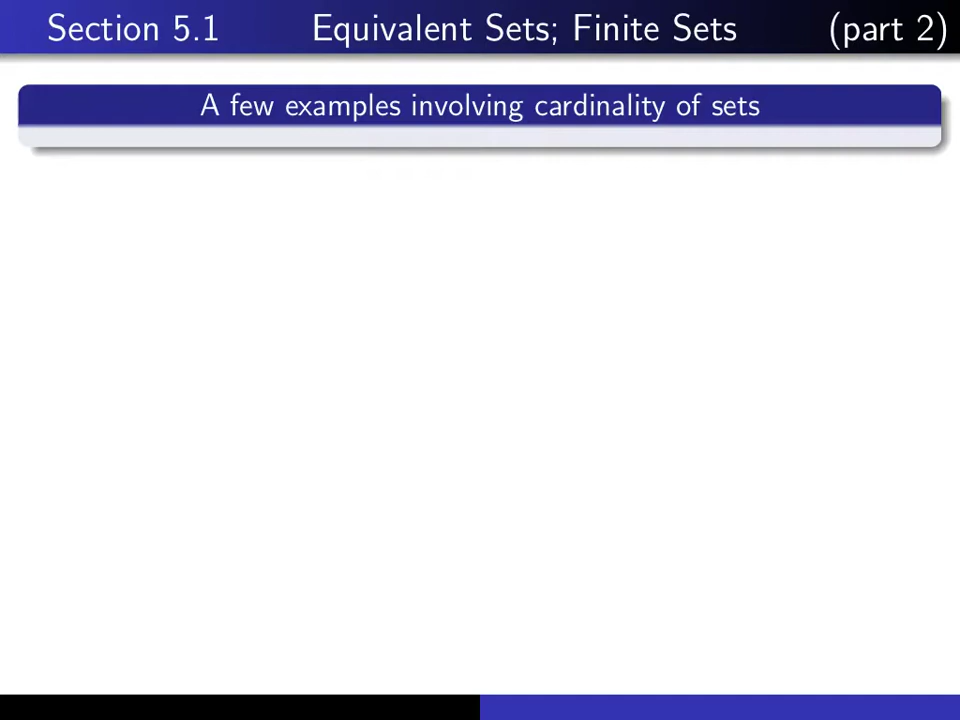 Section 5.1 Equivalent Sets; Finite Sets (part 2)
A few examples involving cardinality of sets